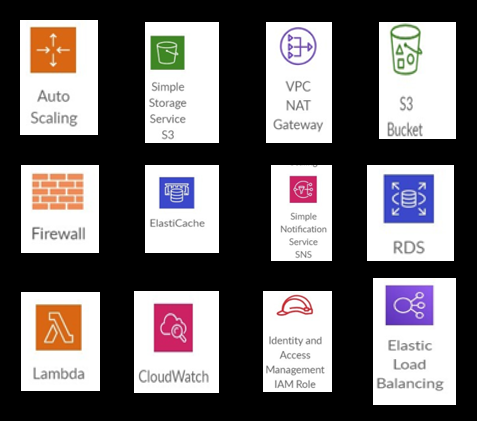 Auto
Scaling
Simple
Storage
Service
S3
VPC
NAT
Gateway
S3
Bucket
Firewall
ElastiCache
Simple
Notification
Service
SNS
RDS
Lambda
CloudWatch
Identity and
Access
Management
IAM Role
Elastic
Load
Balancing